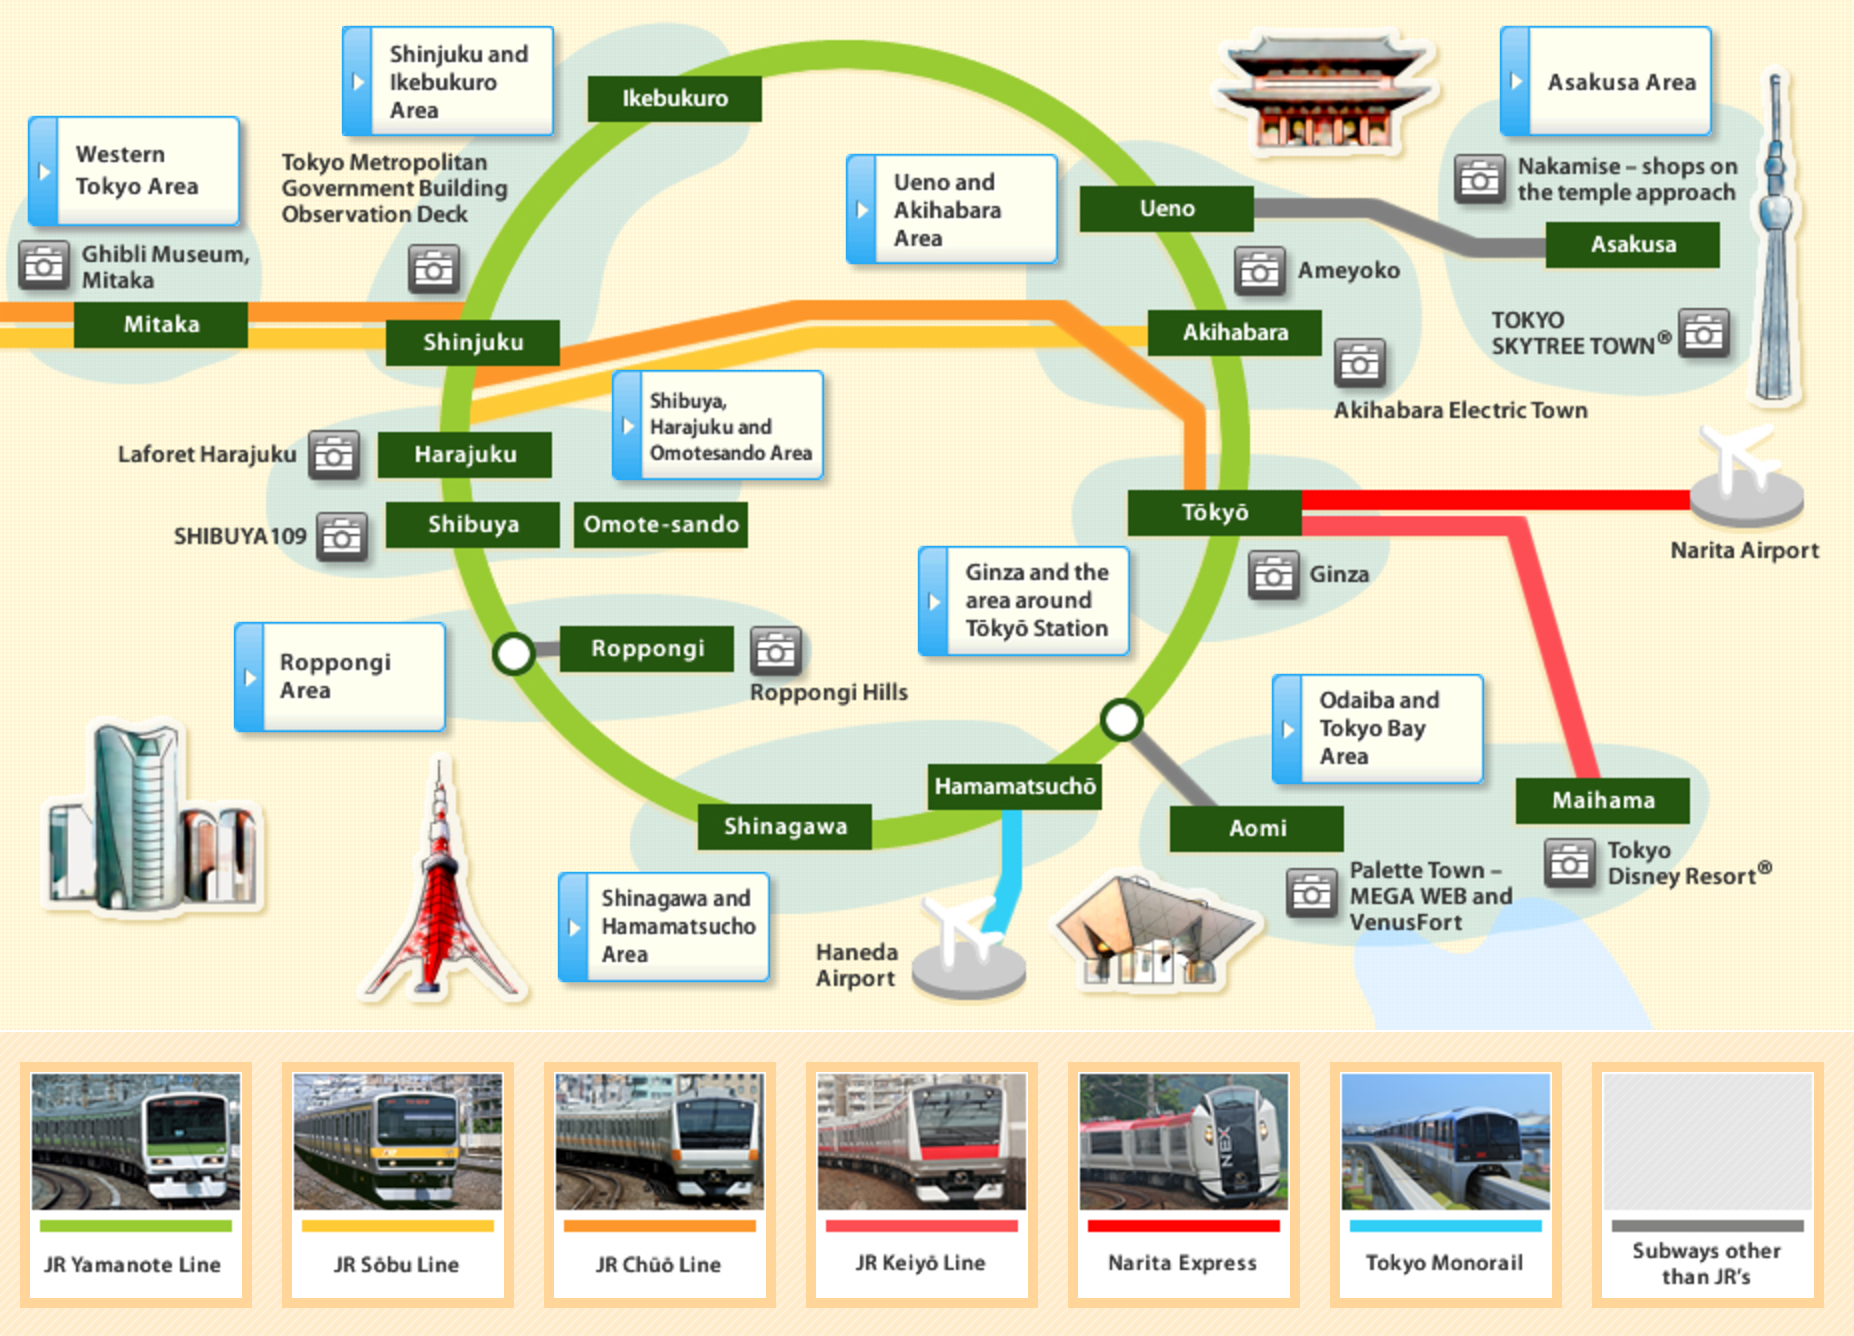 Shinjuku and
Ikebukuro
Area
Ikebukuro
Asakusa Area
Western
Tokyo Area
Tokyo Metropolitan
Government Building
Observation Deck
Ueno and
Akihabara
Area
Ueno
Nakamise – shops on
the temple approach
Asakusa
Ghibli Museum,
Mitaka
Ameyoko
Mitaka
Shinjuku
Akihabara
TOKYO
SKYTREE TOWN®
Shibuya,
Harajuku and
Omotesando Area
Akihabara Electric Town
Laforet Harajuku
Harajuku
SHIBUYA109
Shibuya
Omote-sando
Tōkyō
Narita Airport
Ginza and the
area around
Tōkyō Station
Ginza
Roppongi
Area
Roppongi
Roppongi Hills
Odaiba and
Tokyo Bay
Area
Hamamatsuchō
Shinagawa
Aomi
Maihama
Tokyo
Disney Resort®
Palette Town –
MEGA WEB and
VenusFort
Shinagawa and
Hamamatsucho
Area
Haneda
Airport
NEX
JR Yamanote Line
JR Sōbu Line
JR Chūō Line
JR Keiyō Line
Narita Express
Tokyo Monorail
Subways other
than JR's